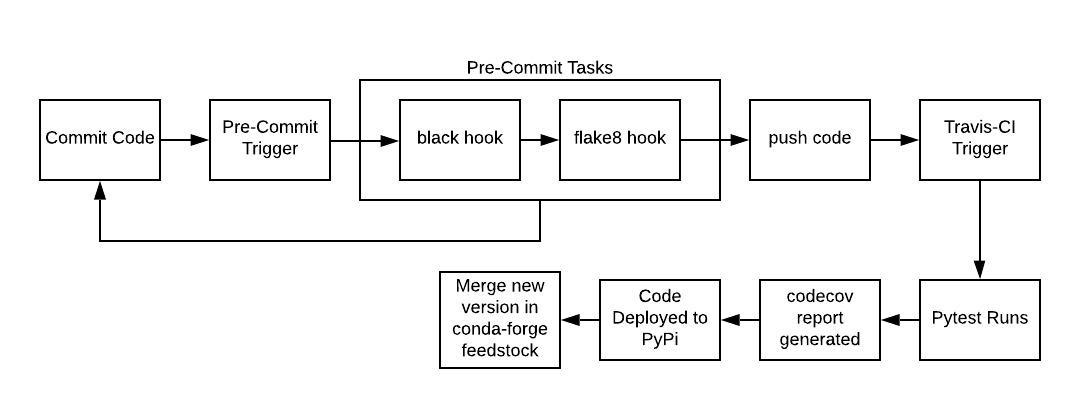 Pre-Commit Tasks
Commit Code
Pre-Commit
Trigger
black hook
flake8 hook
push code
Travis-CI
Trigger
Merge new
version in
conda-forge
feedstock
Code
Deployed to
PyPi
codecov
report
generated
Pytest Runs